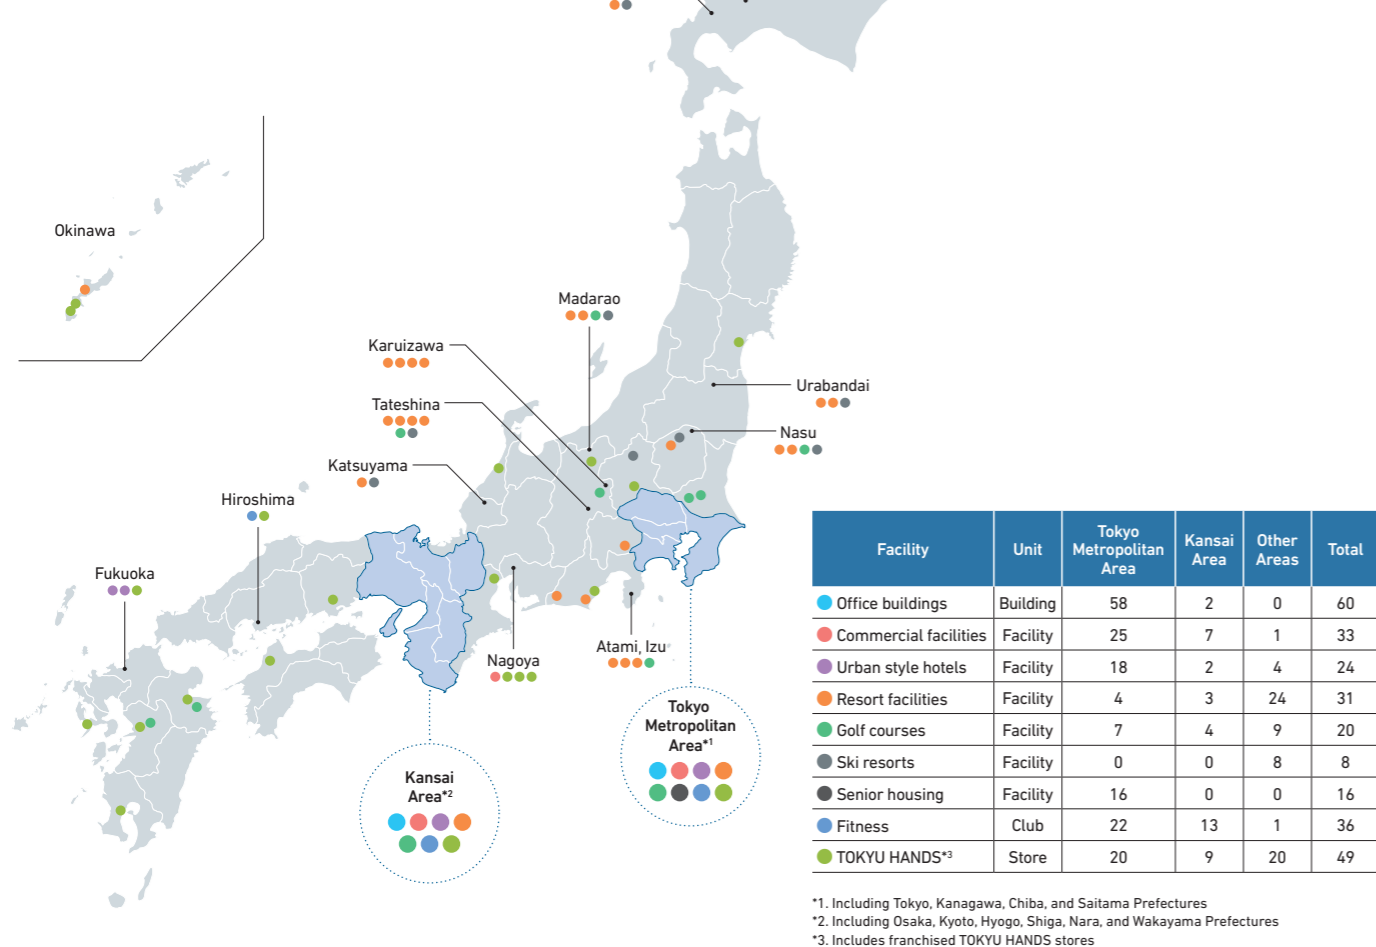 Okinawa
Madarao
Karuizawa
Tateshina
Katsuyama
Hiroshima
Fukuoka
Urabandai
Nasu
Nagoya
Atami, Izu
Kansai
Area*2
Tokyo
Metropolitan
Area*1
Facility Unit Tokyo Metropolitan Area Kansai Area Other Areas Total
Office buildings Building 58 2 0 60
Commercial facilities Facility 25 7 1 33
Urban style hotels Facility 18 2 4 24
Resort facilities Facility 4 3 24 31
Golf courses Facility 7 4 9 20
Ski resorts Facility 0 0 8 8
Senior housing Facility 16 0 0 16
Fitness Club 22 13 1 36
TOKYU HANDS*3 Store 20 9 20 49
*1. Including Tokyo, Kanagawa, Chiba, and Saitama Prefectures
*2. Including Osaka, Kyoto, Hyogo, Shiga, Nara, and Wakayama Prefectures
*3. Includes franchised TOKYU HANDS stores